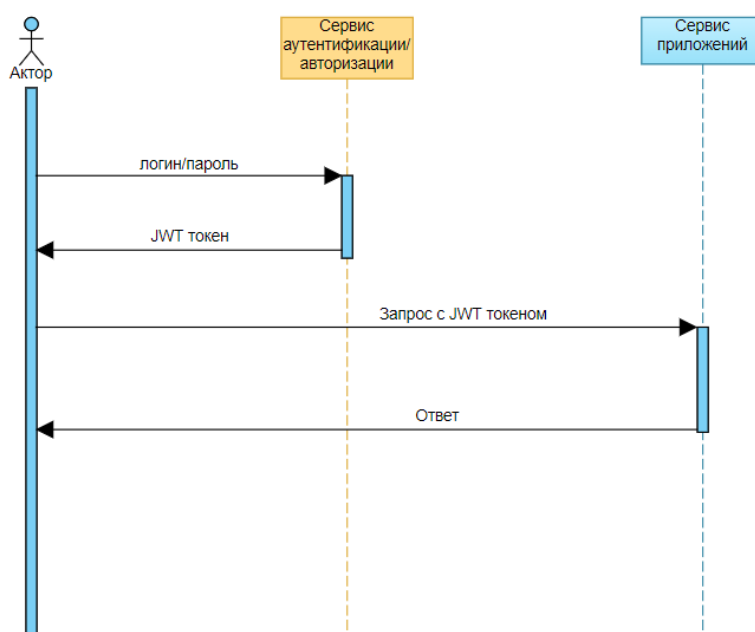 Актор
Сервис
аутентификации/
авторизации
Сервис
приложений
логин/пароль
JWT токен
Запрос с JWT токеном
Ответ